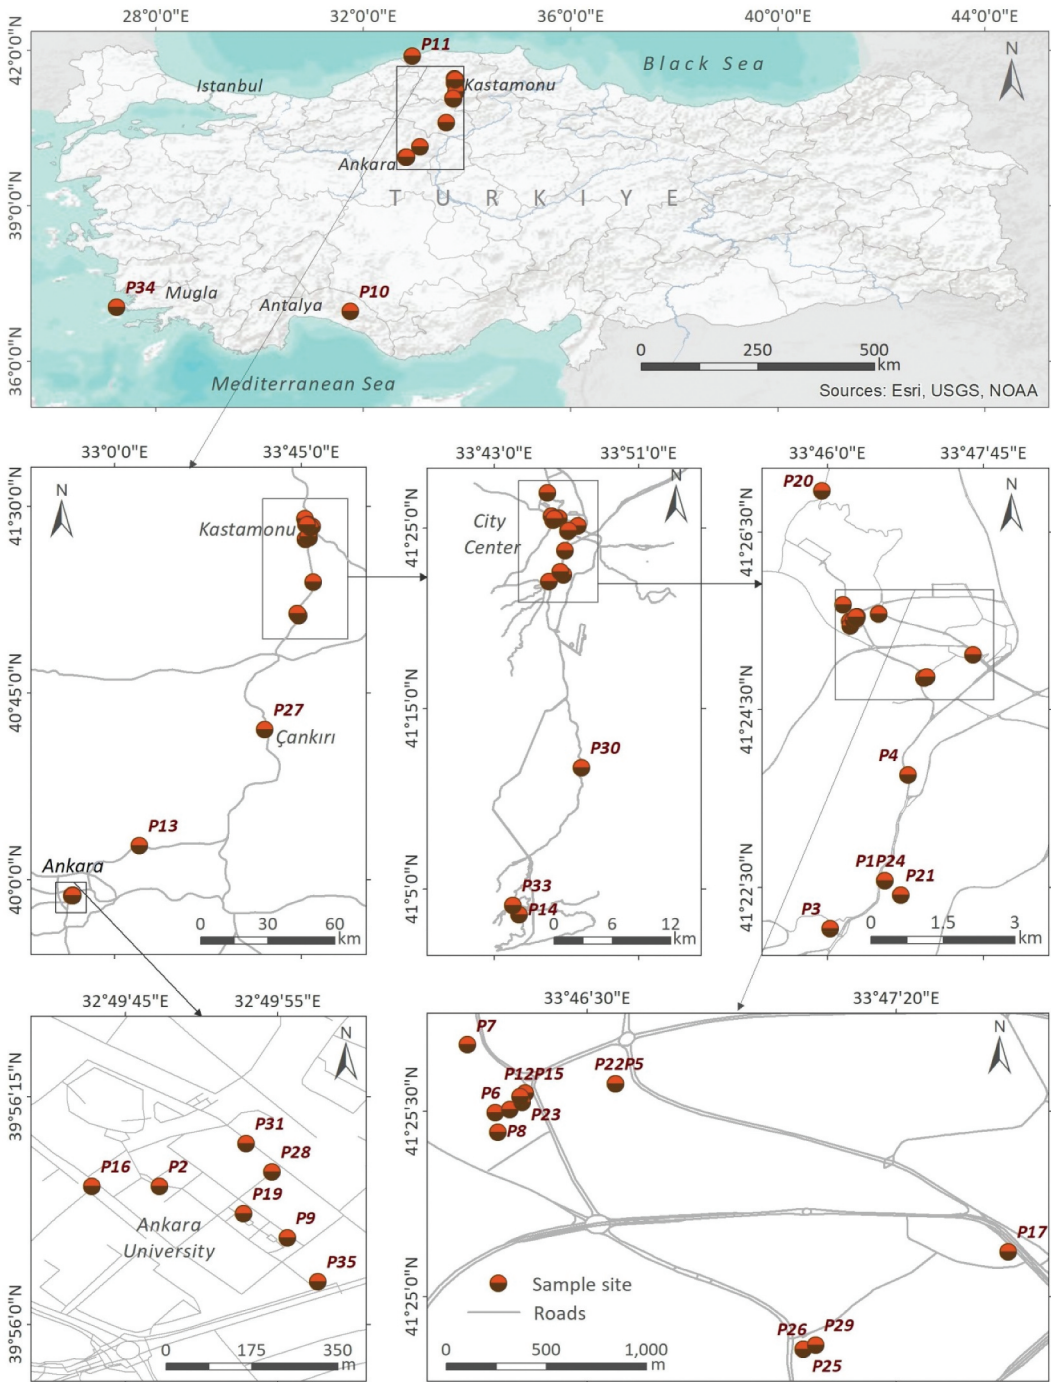 28°0'0"E 32°0'0"E 36°0'0"E 40°0'0"E 44°0'0"E
42°0'0"N
39°0'0"N
36°0'0"N
P11
Black Sea
N
Istanbul
Kastamonu
Ankara
T U R K I Y E
P34
Mugla
Antalya
P10
0 250 500
km
Mediterranean Sea
Sources: Esri, USGS, NOAA
33°0'0"E 33°45'0"E
41°30'0"N
40°45'0"N
40°0'0"N
N
Kastamonu
P27
Çankırı
P13
Ankara
0 30 60
km
33°43'0"E 33°51'0"E
41°25'0"N
41°15'0"N
41°5'0"N
N
City
Center
P30
P33
P14
0 6 12
km
33°46'0"E 33°47'45"E
41°26'30"N
41°24'30"N
41°22'30"N
P20
N
P4
P1P24
P21
P3
0 1.5 3
km
32°49'45"E 32°49'55"E
39°56'15"N
39°56'0"N
N
P31
P28
P16
P2
P19
P9
Ankara
University
P35
0 175 350
m
33°46'30"E 33°47'20"E
41°25'30"N
41°25'0"N
P7
N
P22P5
P12P15
P6
P23
P8
P17
Sample site
Roads
P26
P29
P25
0 500 1,000
m